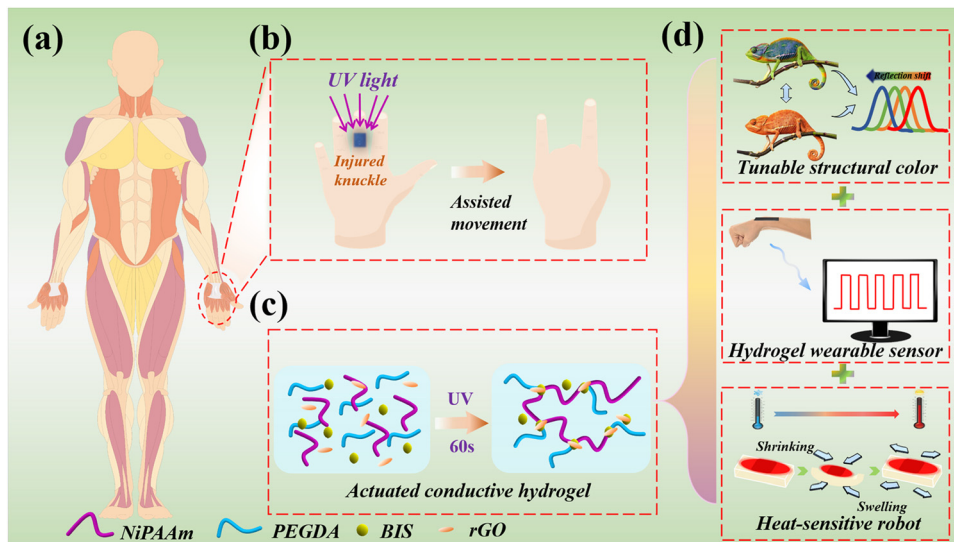 (a)
(b)
UV light
Injured
knuckle
Assisted
movement
(c)
UV
60s
Actuated conductive hydrogel
NiPAAm
PEGDA
BIS
rGO
(d)
Reflection shift
Tunable structural color
Hydrogel wearable sensor
Shrinking
Swelling
Heat-sensitive robot